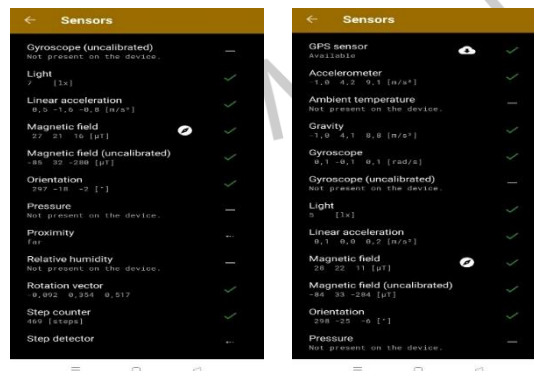 Sensors
Gyroscope (uncalibrated)
Not present on the device.
Light
7 [lx]
Linear acceleration
0,5 -1,6 -0,8 [m/s²]
Magnetic field
27 21 16 [µT]
Magnetic field (uncalibrated)
-85 32 -280 [µT]
Orientation
297 -18 -2 [°]
Pressure
Not present on the device.
Proximity
far
Relative humidity
Not present on the device.
Rotation vector
-0,092 0,354 0,517
Step counter
469 [steps]
Step detector
Sensors
GPS sensor
Available
Accelerometer
-1,0 4,2 9,1 [m/s²]
Ambient temperature
Not present on the device.
Gravity
-1,0 4,1 8,8 [m/s²]
Gyroscope
0,1 -0,1 0,1 [rad/s]
Gyroscope (uncalibrated)
Not present on the device.
Light
5 [lx]
Linear acceleration
0,1 0,0 0,2 [m/s²]
Magnetic field
28 22 11 [µT]
Magnetic field (uncalibrated)
-84 33 -284 [µT]
Orientation
298 -25 -6 [°]
Pressure
Not present on the device.